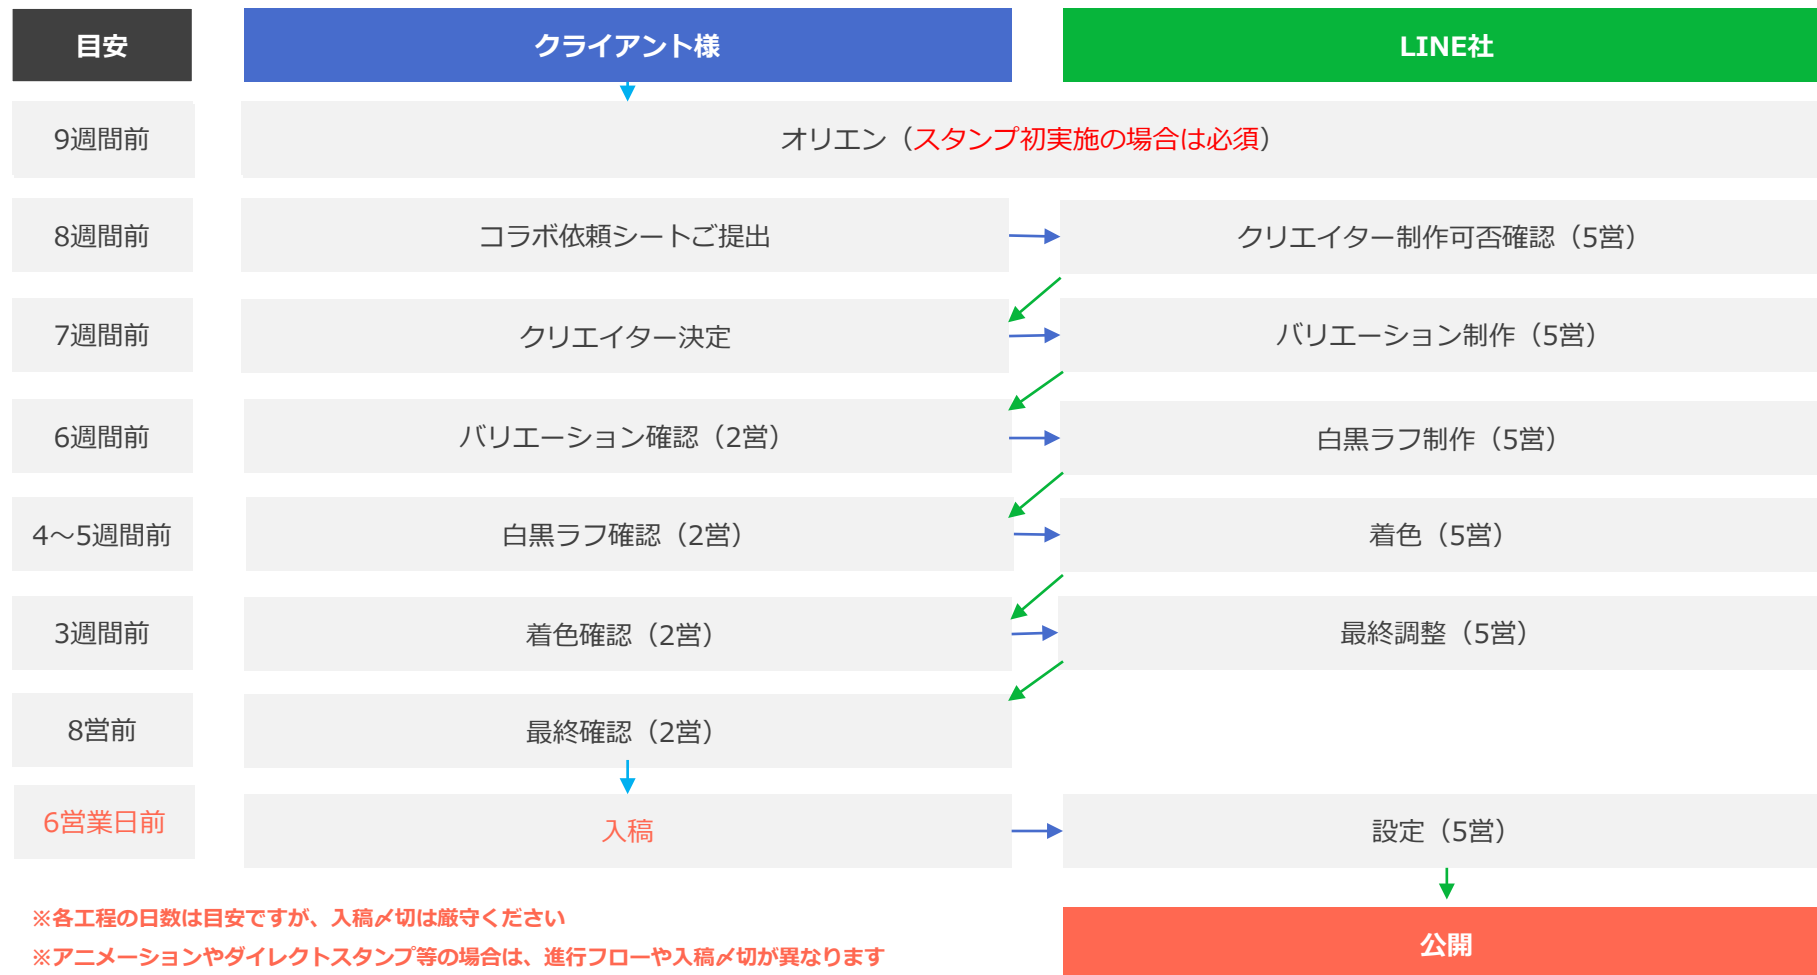 目安
クライアント様
LINE社
9週間前
オリエン（スタンプ初実施の場合は必須）
8週間前
コラボ依頼シートご提出
クリエイター制作可否確認（5営）
7週間前
クリエイター決定
バリエーション制作（5営）
6週間前
バリエーション確認（2営）
白黒ラフ制作（5営）
4～5週間前
白黒ラフ確認（2営）
着色（5営）
3週間前
着色確認（2営）
最終調整（5営）
8営前
最終確認（2営）
6営業日前
入稿
設定（5営）
※各工程の日数は目安ですが、入稿〆切は厳守ください
※アニメーションやダイレクトスタンプ等の場合は、進行フローや入稿〆切が異なります
公開